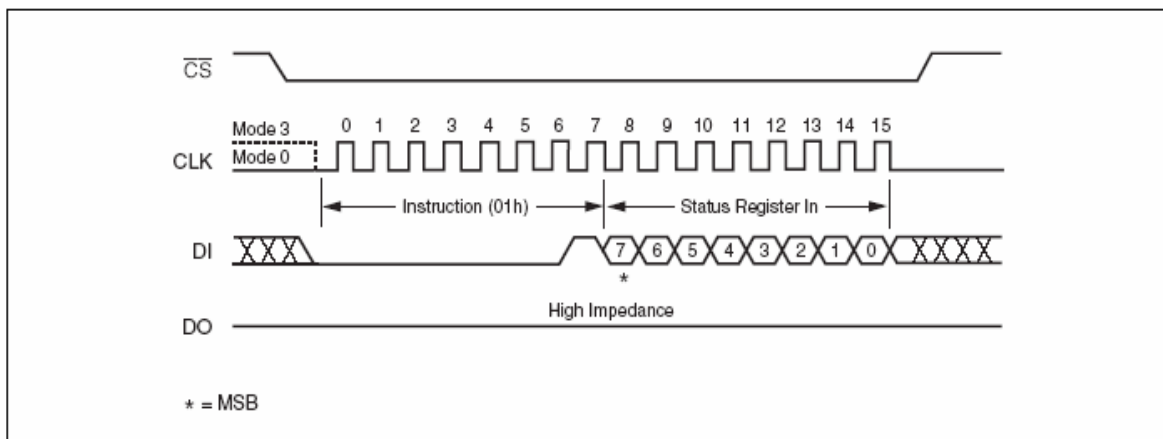 CS
Mode 3
0 1 2 3 4 5 6 7 8 9 10 11 12 13 14 15
CLK
Mode 0
Instruction (01h)
Status Register In
DI
7 6 5 4 3 2 1 0
*
High Impedance
DO
* = MSB